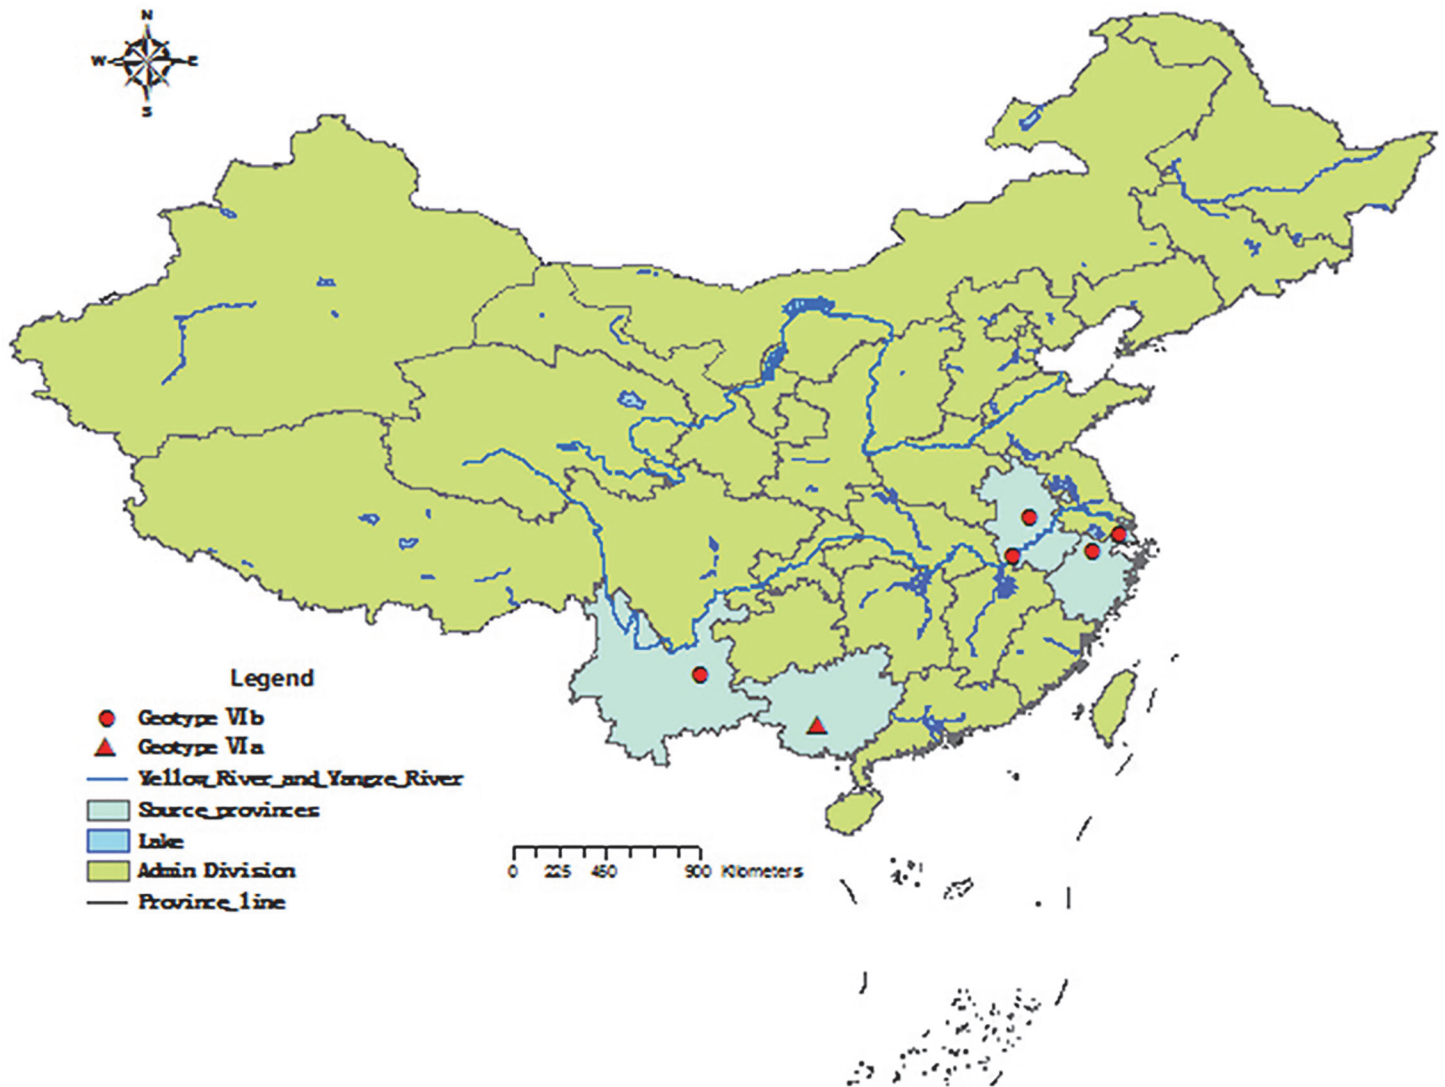 N
W E
S
Legend
Geotype VIb
Geotype VIa
Yellow_River_and_Yangze_River
Source_provinces
Lake
Admin Division
Province_line
0 225 450 900 Kilometers